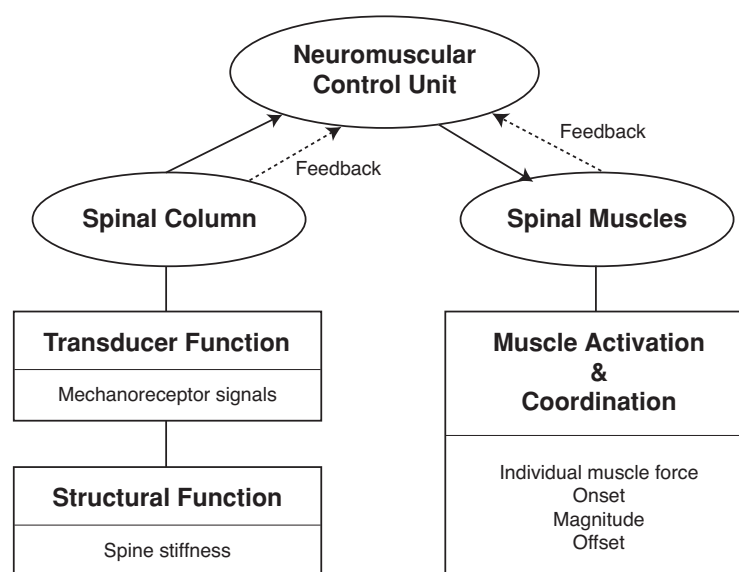 Neuromuscular
Control Unit
Feedback
Feedback
Spinal Column
Spinal Muscles
Transducer Function
Mechanoreceptor signals
Structural Function
Spine stiffness
Muscle Activation
&
Coordination
Individual muscle force
Onset
Magnitude
Offset